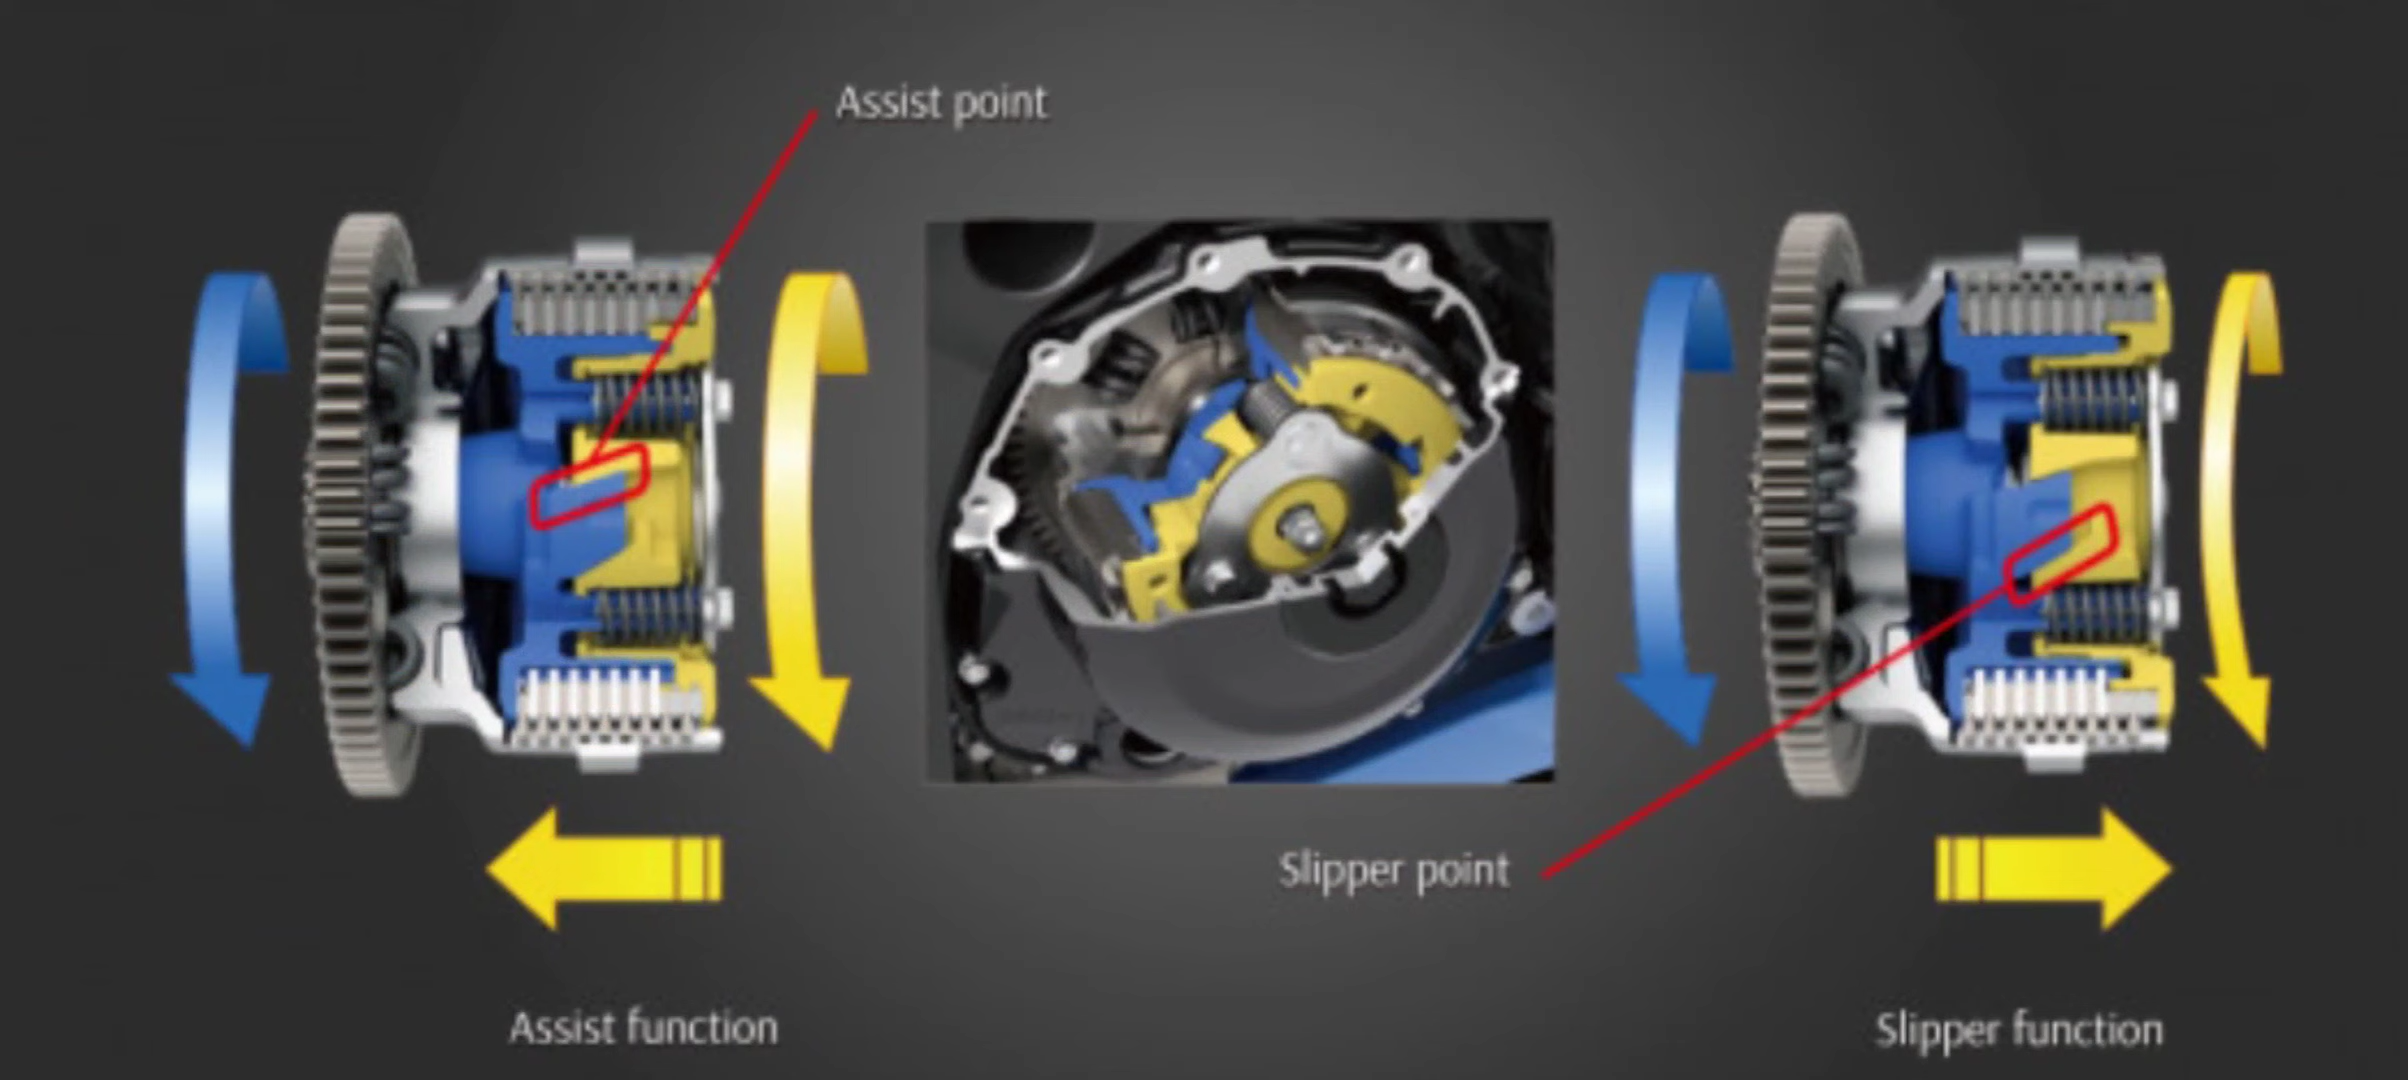 Assist point
Slipper point
Assist function
Slipper function